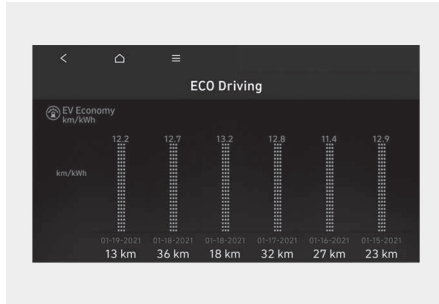 ECO Driving
EV Economy
km/kWh
12.2 12.7 13.2 12.8 11.4 12.9
km/kWh
01-19-2021 01-18-2021 01-18-2021 01-17-2021 01-16-2021 01-15-2021
13 km 36 km 18 km 32 km 27 km 23 km